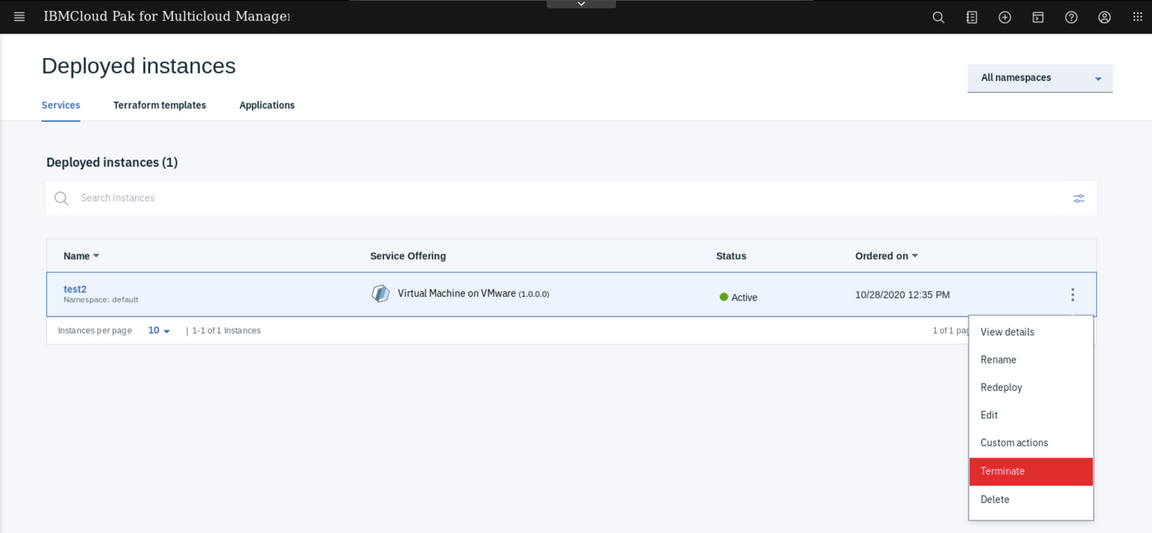 IBMCloud Pak for Multicloud Manage
Deployed instances
All namespaces
Services Terraform templates Applications
Deployed instances (1)
Search instances
Name Service Offering Status Ordered on
test2 Virtual Machine on VMware (1.0.0.0) Active 10/28/2020 12:35 PM
Namespace: default
Instances per page 10 | 1-1 of 1 Instances 1 of 1
View details
Rename
Redeploy
Edit
Custom actions
Terminate
Delete